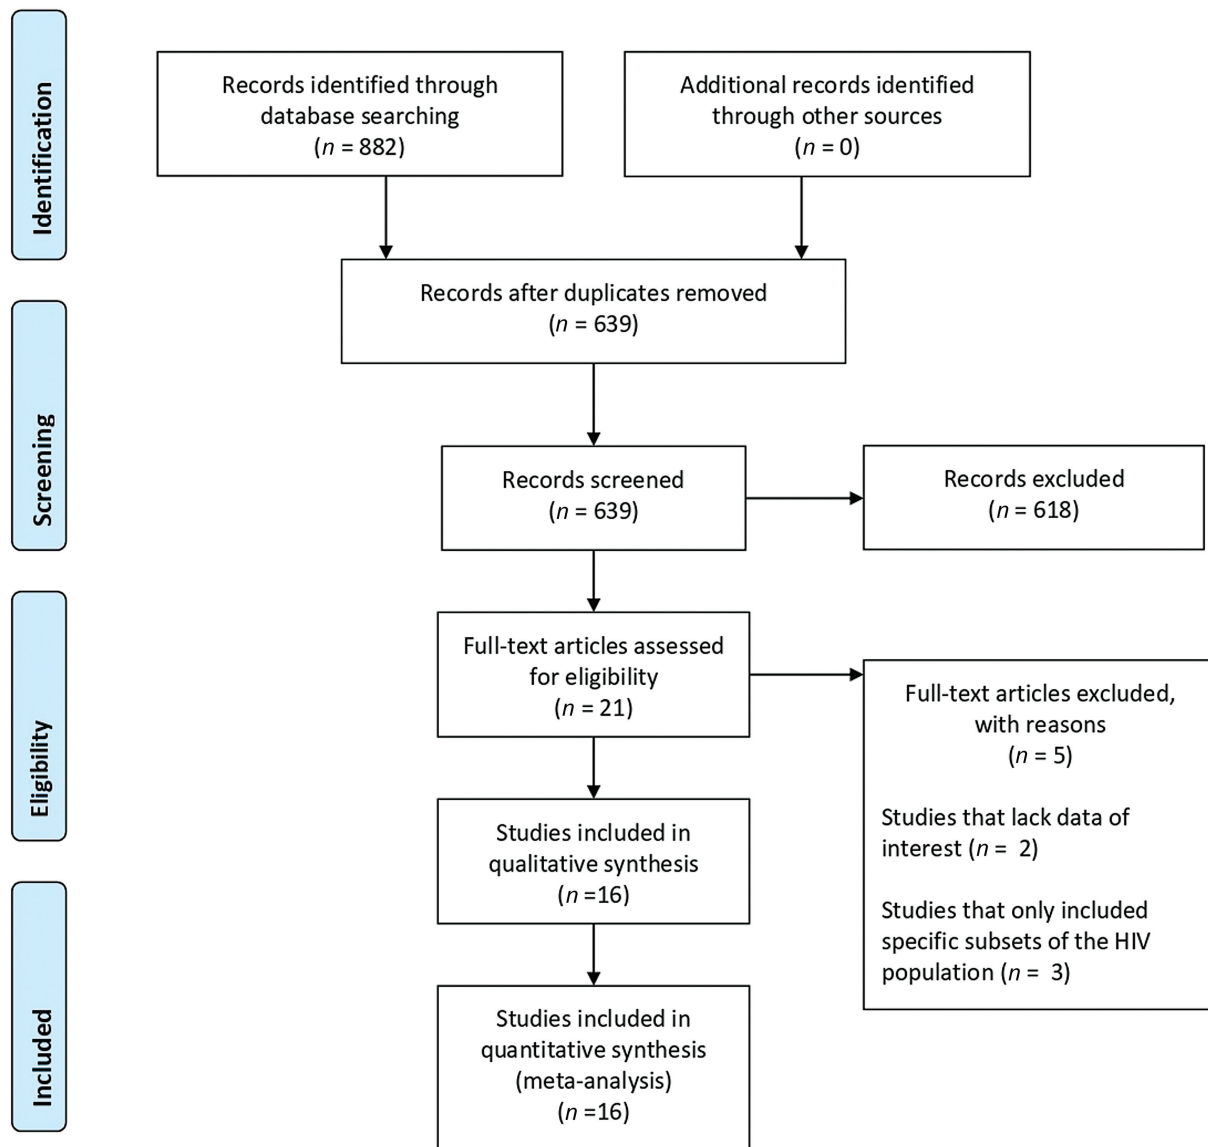 Identification
Records identified through
database searching
(n = 882)
Additional records identified
through other sources
(n = 0)
Records after duplicates removed
(n = 639)
Screening
Records screened
(n = 639)
Records excluded
(n = 618)
Eligibility
Full-text articles assessed
for eligibility
(n = 21)
Full-text articles excluded,
with reasons
(n = 5)
Studies that lack data of
interest (n =  2)
Studies that only included
specific subsets of the HIV
population (n =  3)
Studies included in
qualitative synthesis
(n =16)
Included
Studies included in
quantitative synthesis
(meta-analysis)
(n =16)